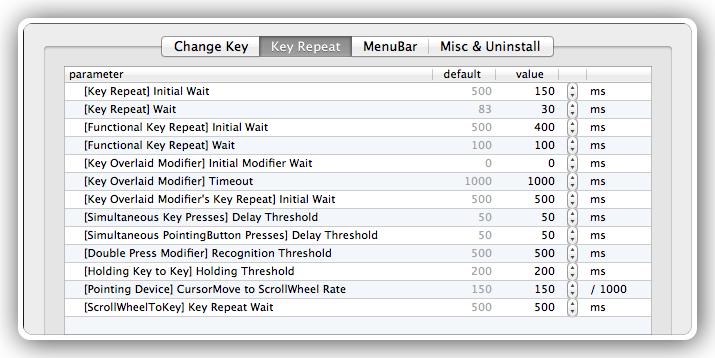 Change Key Key Repeat MenuBar Misc & Uninstall
parameter default value
[Key Repeat] Initial Wait 500 150 ms
[Key Repeat] Wait 83 30 ms
[Functional Key Repeat] Initial Wait 500 400 ms
[Functional Key Repeat] Wait 100 100 ms
[Key Overlaid Modifier] Initial Modifier Wait 0 0 ms
[Key Overlaid Modifier] Timeout 1000 1000 ms
[Key Overlaid Modifier's Key Repeat] Initial Wait 500 500 ms
[Simultaneous Key Presses] Delay Threshold 50 50 ms
[Simultaneous PointingButton Presses] Delay Threshold 50 50 ms
[Double Press Modifier] Recognition Threshold 500 500 ms
[Holding Key to Key] Holding Threshold 200 200 ms
[Pointing Device] CursorMove to ScrollWheel Rate 150 150 / 1000
[ScrollWheelToKey] Key Repeat Wait 500 500 ms